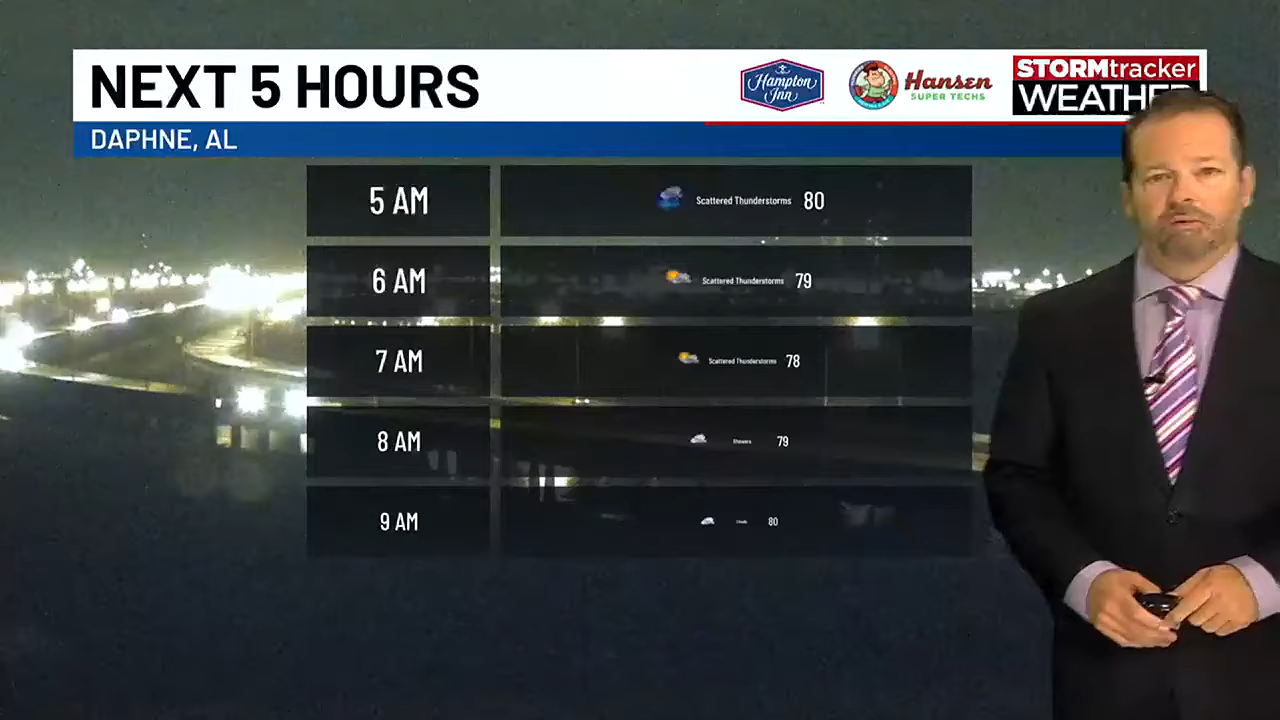 NEXT 5 HOURS
Hampton Inn
Hansen
SUPER TECHS
STORMtracker
WEATHER
DAPHNE, AL
5 AM Scattered Thunderstorms 80
6 AM Scattered Thunderstorms 79
7 AM Scattered Thunderstorms 78
8 AM Showers 79
9 AM 80